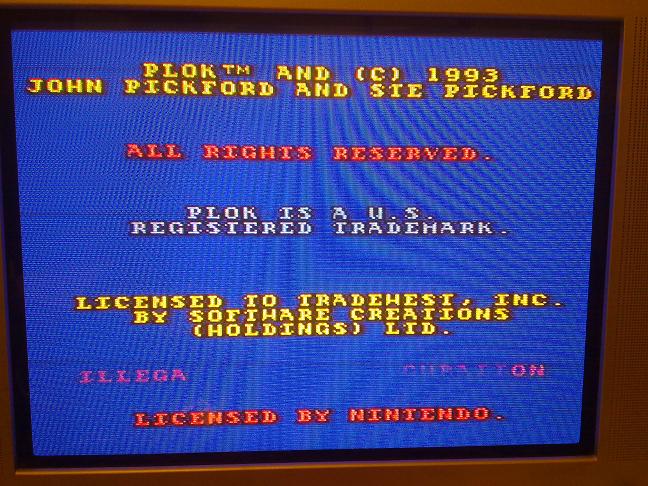 PLOK™ AND (C) 1993
JOHN PICKFORD AND STE PICKFORD
ALL RIGHTS RESERVED.
PLOK IS A U.S.
REGISTERED TRADEMARK.
LICENSED TO TRADEWEST, INC.
BY SOFTWARE CREATIONS
(HOLDINGS) LTD.
ILLEGA
LICENSED BY NINTENDO.